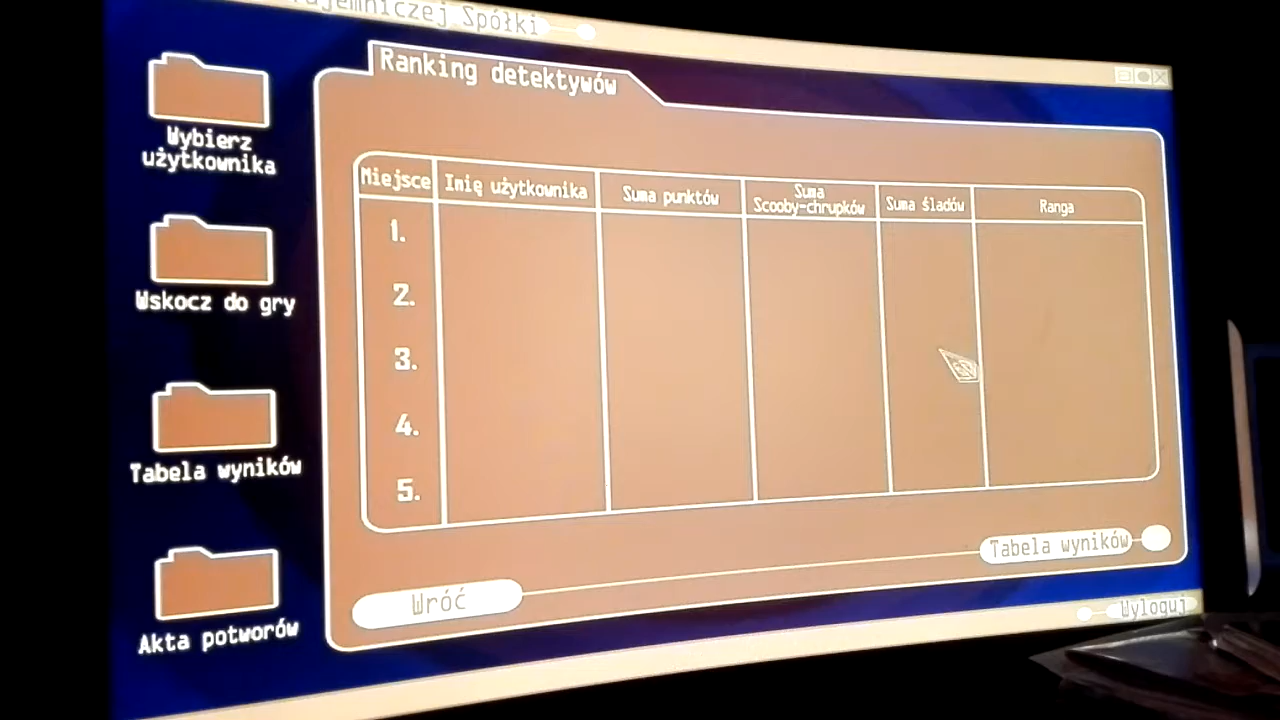 Tajemniczej Spółki
Ranking detektywów
Wybierz
użytkownika
Wskocz do gry
Tabela wyników
Akta potworów
Miejsce Imię użytkownika Suma punktów Suma Scooby-chrupków Suma śladów Ranga
1.
2.
3.
4.
5.
Tabela wyników
Wróć
Wyloguj